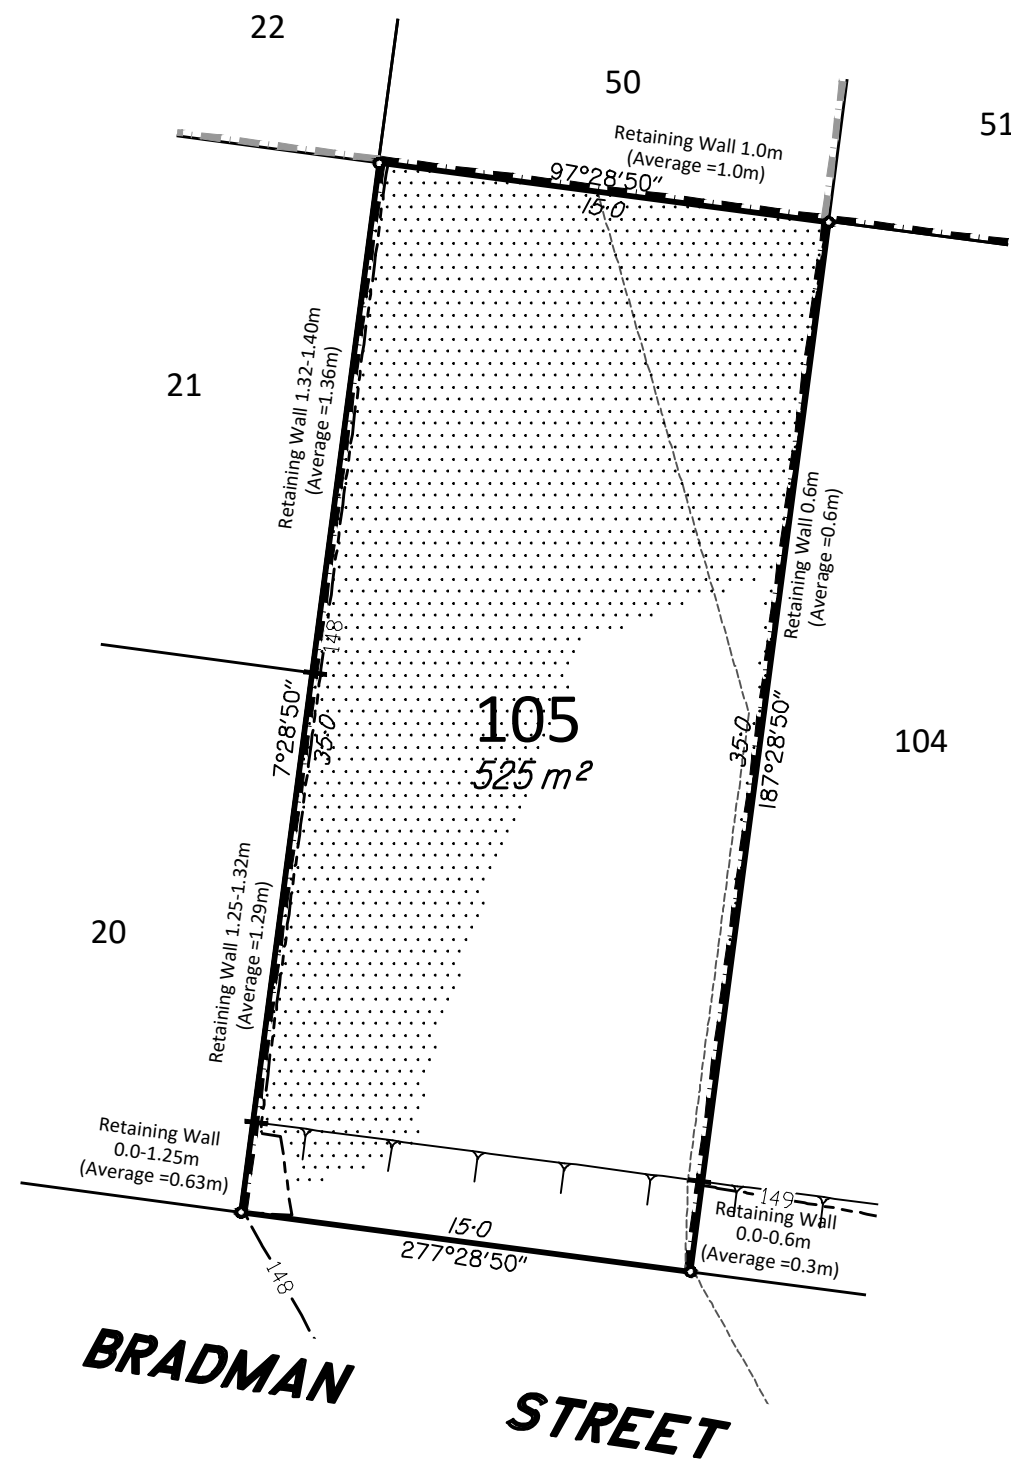 22
50
51
Retaining Wall 1.0m
(Average =1.0m)
97°28'50"
15·0
Retaining Wall 1.32-1.40m
(Average =1.36m)
21
Retaining Wall 0.6m
(Average =0.6m)
148
7°28'50"
35·0
105
525 m²
35·0
187°28'50"
104
Retaining Wall 1.25-1.32m
(Average =1.29m)
20
Retaining Wall
0.0-1.25m
(Average =0.63m)
149
Retaining Wall
0.0-0.6m
(Average =0.3m)
15·0
277°28'50"
148
BRADMAN STREET